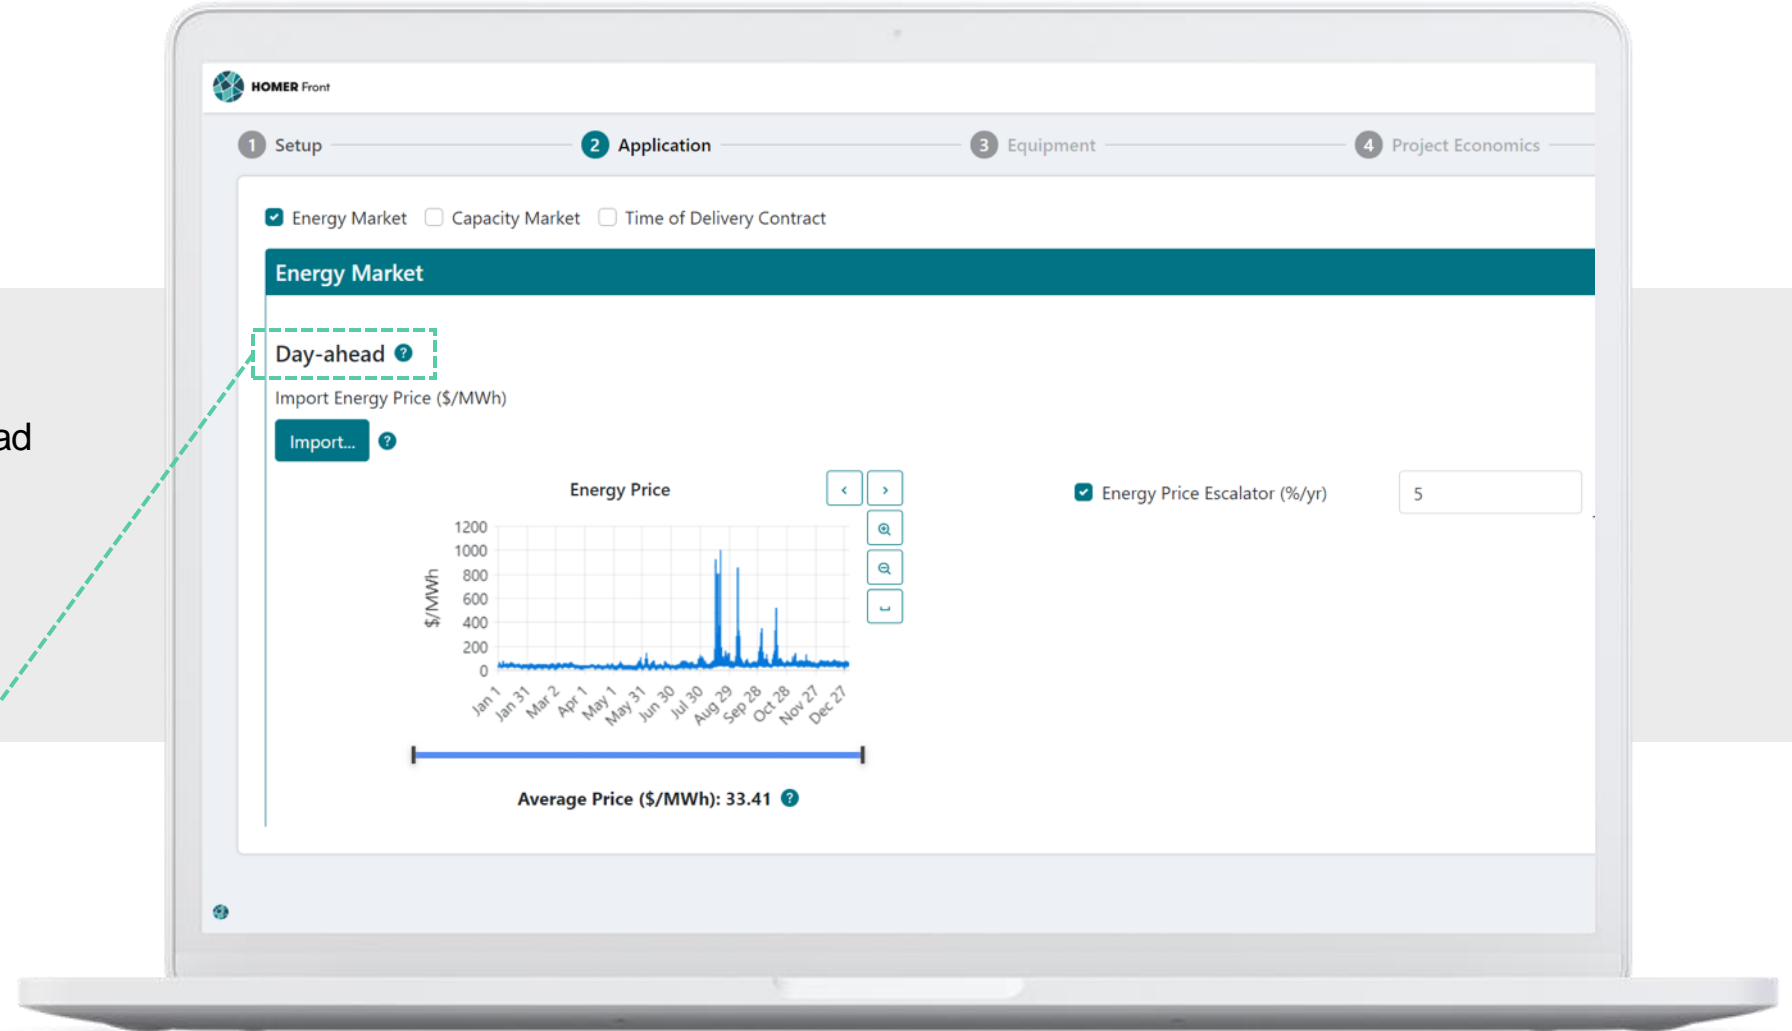 HOMER Front
1 Setup
2 Application
3 Equipment
4 Project Economics
Energy Market
Capacity Market
Time of Delivery Contract
Energy Market
Day-ahead ?
Import Energy Price ($/MWh)
ad
Import... ?
Energy Price
Energy Price Escalator (%/yr)
5
$/MWh
1200
1000
800
600
400
200
0
Jan 1
Jan 31
Mar 2
Apr 1
May 1
May 31
Jun 30
Jul 30
Aug 29
Sep 28
Oct 28
Nov 27
Dec 27
Average Price ($/MWh): 33.41 ?